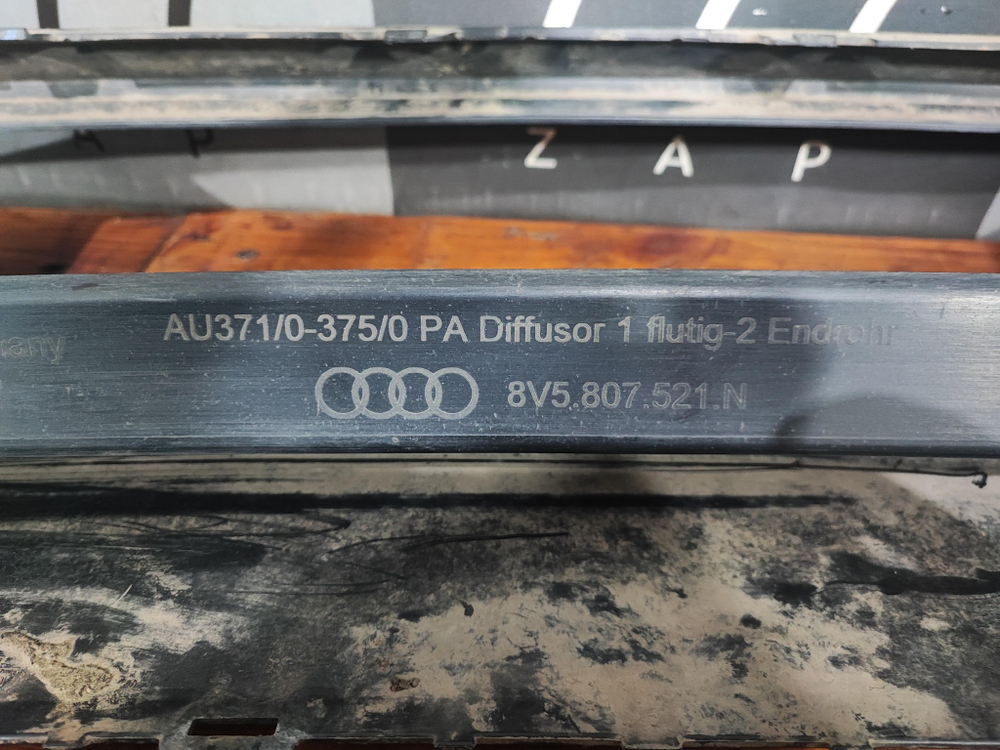 Z A P
AU371/0-375/0 PA Diffusor 1 flutig-2 Endrohr
8V5.807.521.N